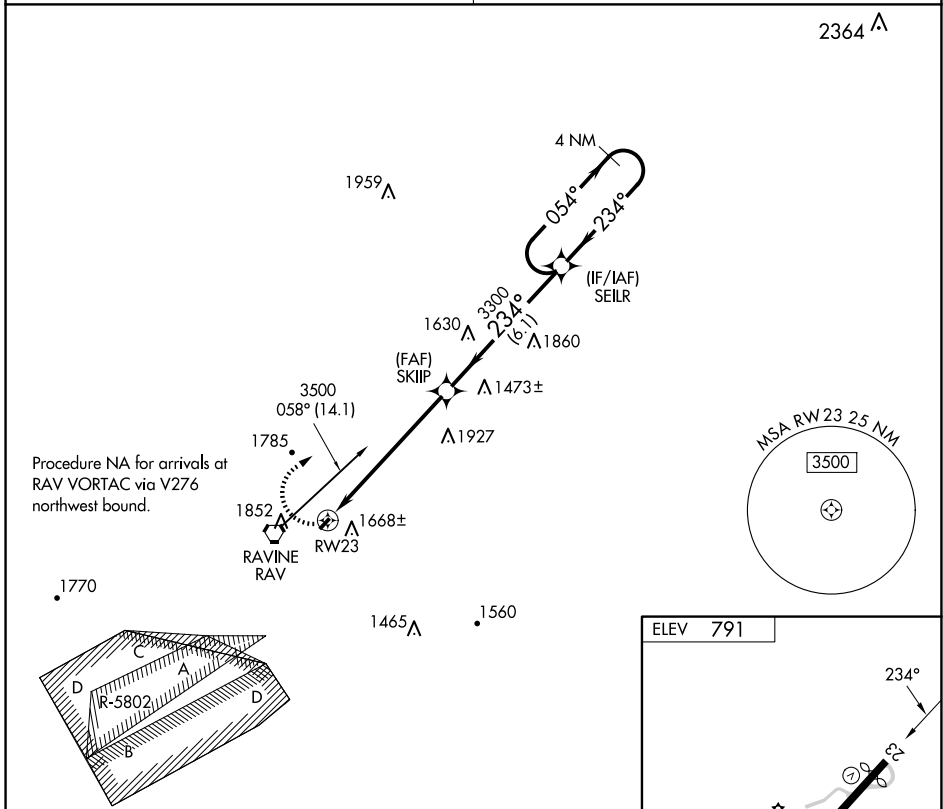 2364
4 NM
1959
054°
234°
(IF/IAF)
SEILR
3300
234°
(6.1)
1630
1860
(FAF)
SKIIP
1473±
3500
058° (14.1)
1927
1785
MSA RW23 25 NM
3500
Procedure NA for arrivals at
RAV VORTAC via V276
northwest bound.
1852
1668±
RW23
RAVINE
RAV
1770
1465
1560
ELEV 791
C
A
D
R-5802
D
B
234°
23
V